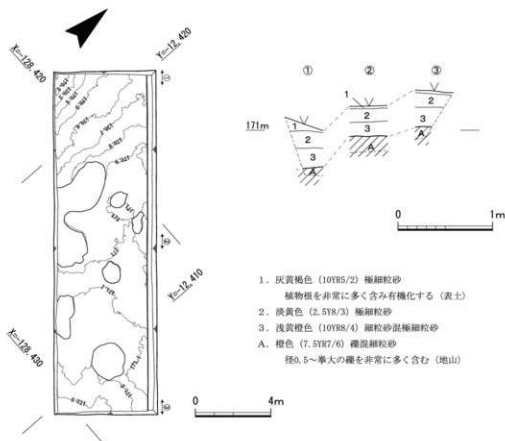 X=-128,420
Y=-12,420
①
②
③
1
2
3
A
1
2
3
A
2
3
A
171m
0 1m
Y=-12,410
X=-128,430
0 4m
1. 灰黄褐色 (10YR5/2) 極細粒砂
植物根を非常に多く含み有機化する (表土)
2. 淡黄色 (2.5Y8/3) 極細粒砂
3. 浅黄橙色 (10YR8/4) 細粒砂混極細粒砂
A. 橙色 (7.5YR7/6) 礫混細粒砂
径0.5~拳大の礫を非常に多く含む (地山)